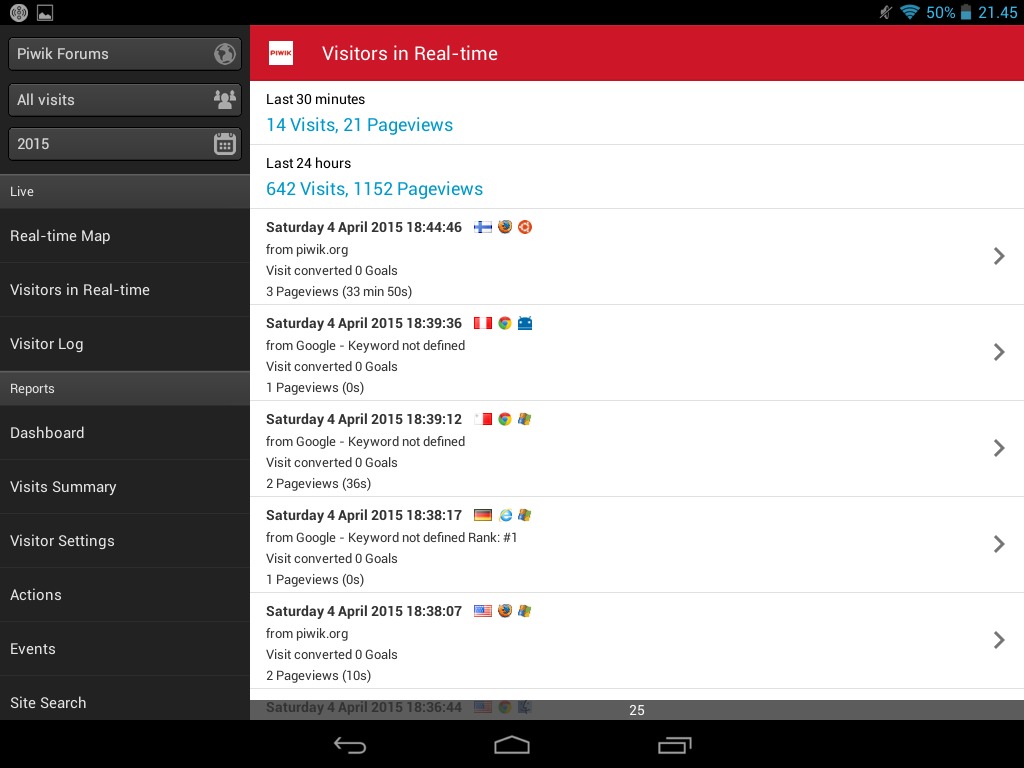 50% 21.45
Piwik Forums
All visits
2015
Live
Real-time Map
Visitors in Real-time
Visitor Log
Reports
Dashboard
Visits Summary
Visitor Settings
Actions
Events
Site Search
PIWIK Visitors in Real-time
Last 30 minutes
14 Visits, 21 Pageviews
Last 24 hours
642 Visits, 1152 Pageviews
Saturday 4 April 2015 18:44:46
from piwik.org
Visit converted 0 Goals
3 Pageviews (33 min 50s)
Saturday 4 April 2015 18:39:36
from Google - Keyword not defined
Visit converted 0 Goals
1 Pageviews (0s)
Saturday 4 April 2015 18:39:12
from Google - Keyword not defined
Visit converted 0 Goals
2 Pageviews (36s)
Saturday 4 April 2015 18:38:17
from Google - Keyword not defined Rank: #1
Visit converted 0 Goals
1 Pageviews (0s)
Saturday 4 April 2015 18:38:07
from piwik.org
Visit converted 0 Goals
2 Pageviews (10s)
Saturday 4 April 2015 18:36:44
25